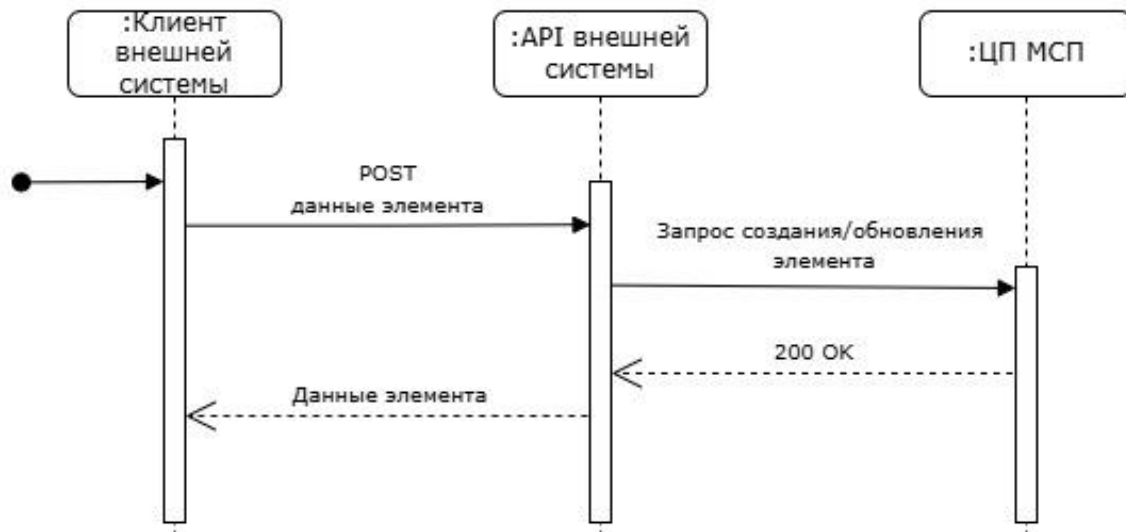 :Клиент
внешней
системы
:API внешней
системы
:ЦП МСП
POST
данные элемента
Запрос создания/обновления
элемента
200 OK
Данные элемента